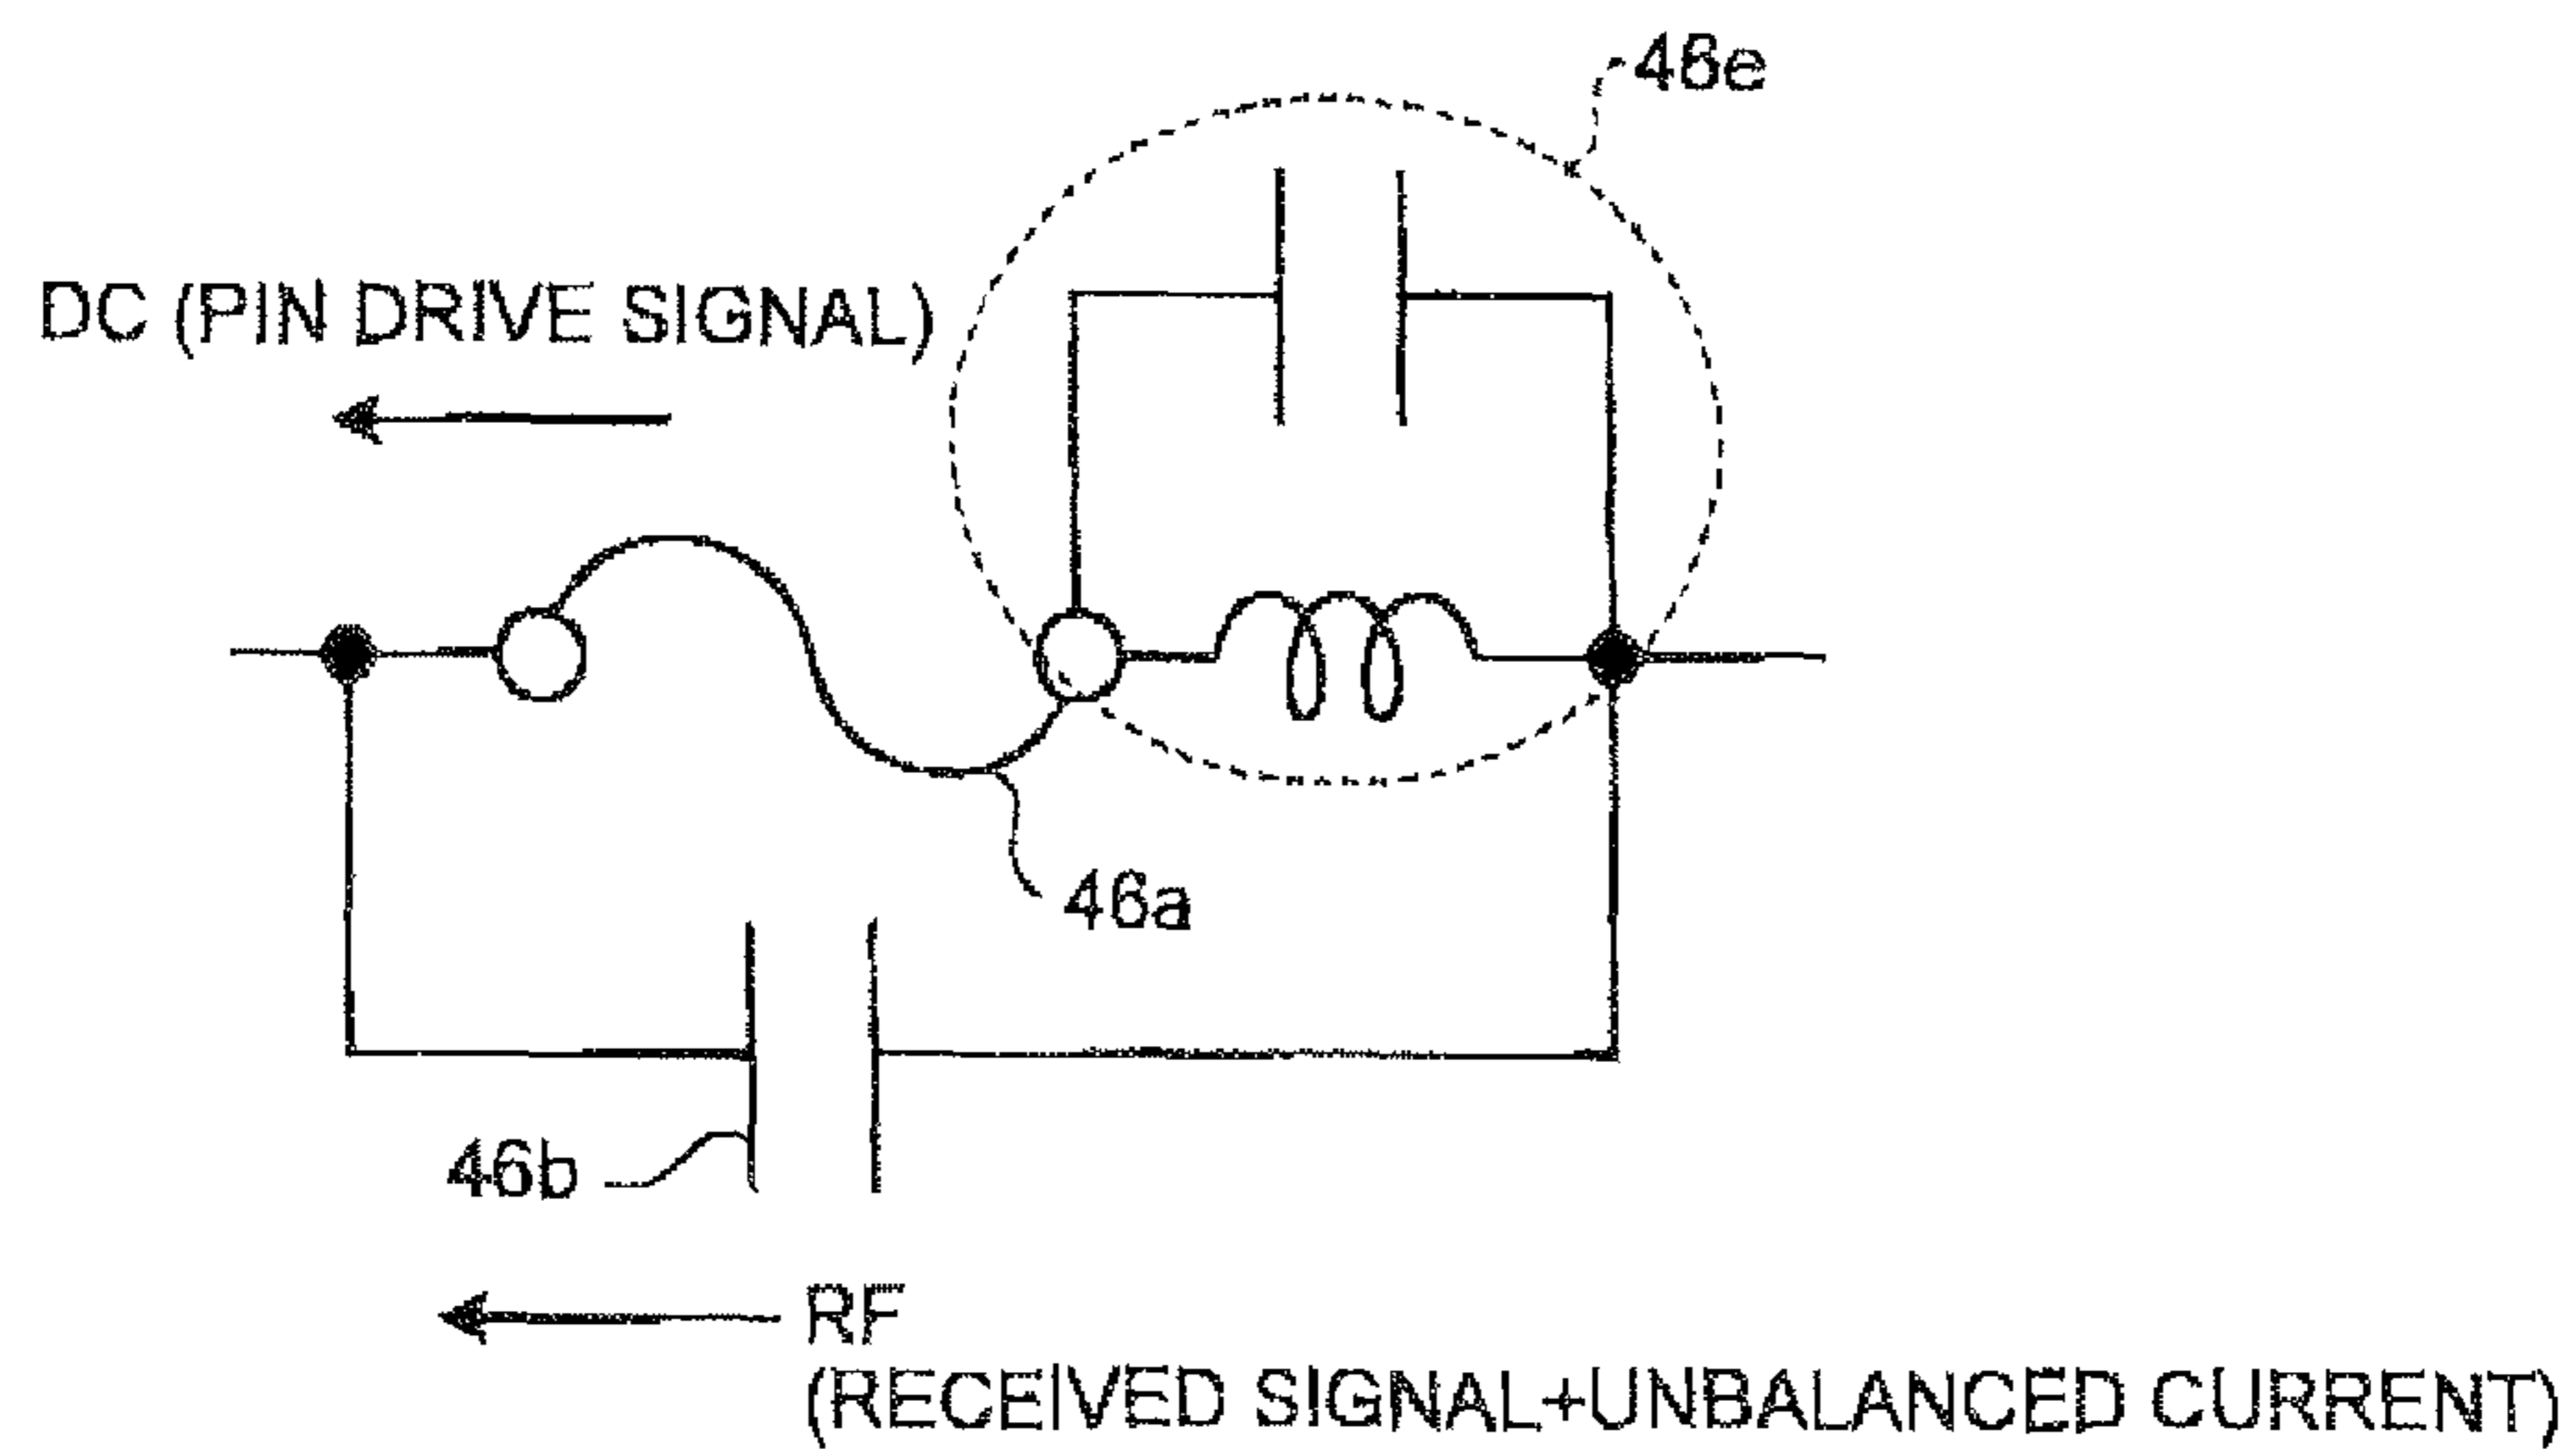 46e
DC (PIN DRIVE SIGNAL)
46a
46b
RF
(RECEIVED SIGNAL+UNBALANCED CURRENT)